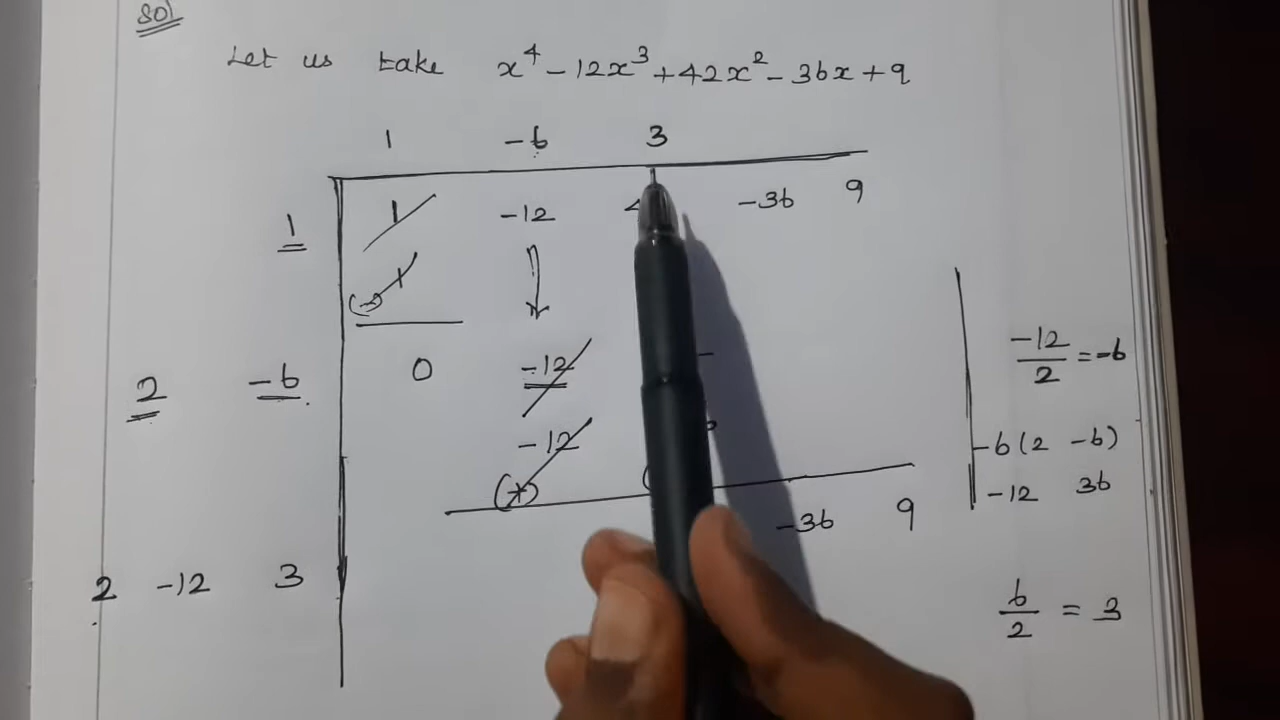 Sol
Let us take x⁴ - 12x³ + 42x² - 36x + 9
1 -6 3
1 1 -12 4 -36 9
(-) 1
2 -6 0 -12
-12
(+)
-36 9
2 -12 3
-12/2 = -6
-6(2 -6)
-12 36
6/2 = 3